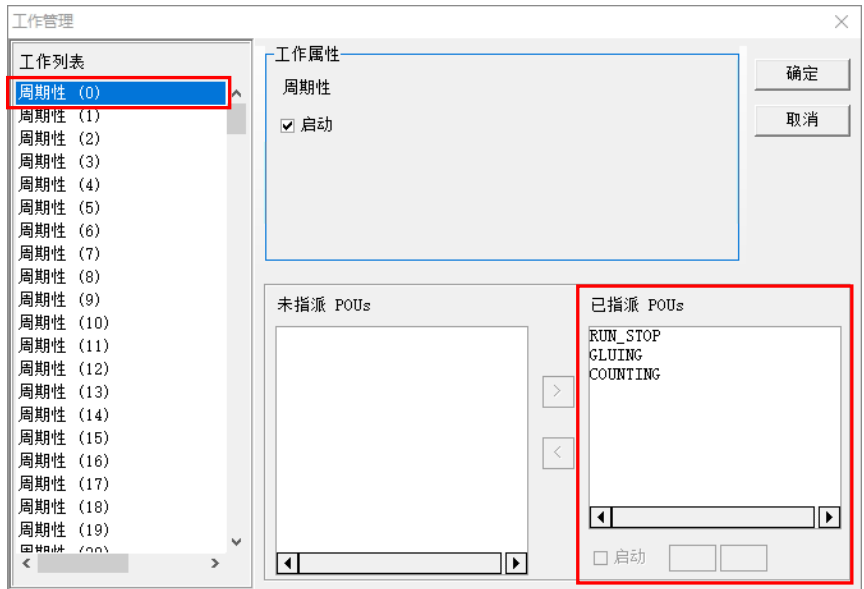 工作管理
工作列表
周期性 (0)
周期性 (1)
周期性 (2)
周期性 (3)
周期性 (4)
周期性 (5)
周期性 (6)
周期性 (7)
周期性 (8)
周期性 (9)
周期性 (10)
周期性 (11)
周期性 (12)
周期性 (13)
周期性 (14)
周期性 (15)
周期性 (16)
周期性 (17)
周期性 (18)
周期性 (19)
周期性 (20)
工作属性
周期性
启动
确定
取消
未指派 POUs
>
<
已指派 POUs
RUN_STOP
GLUING
COUNTING
启动